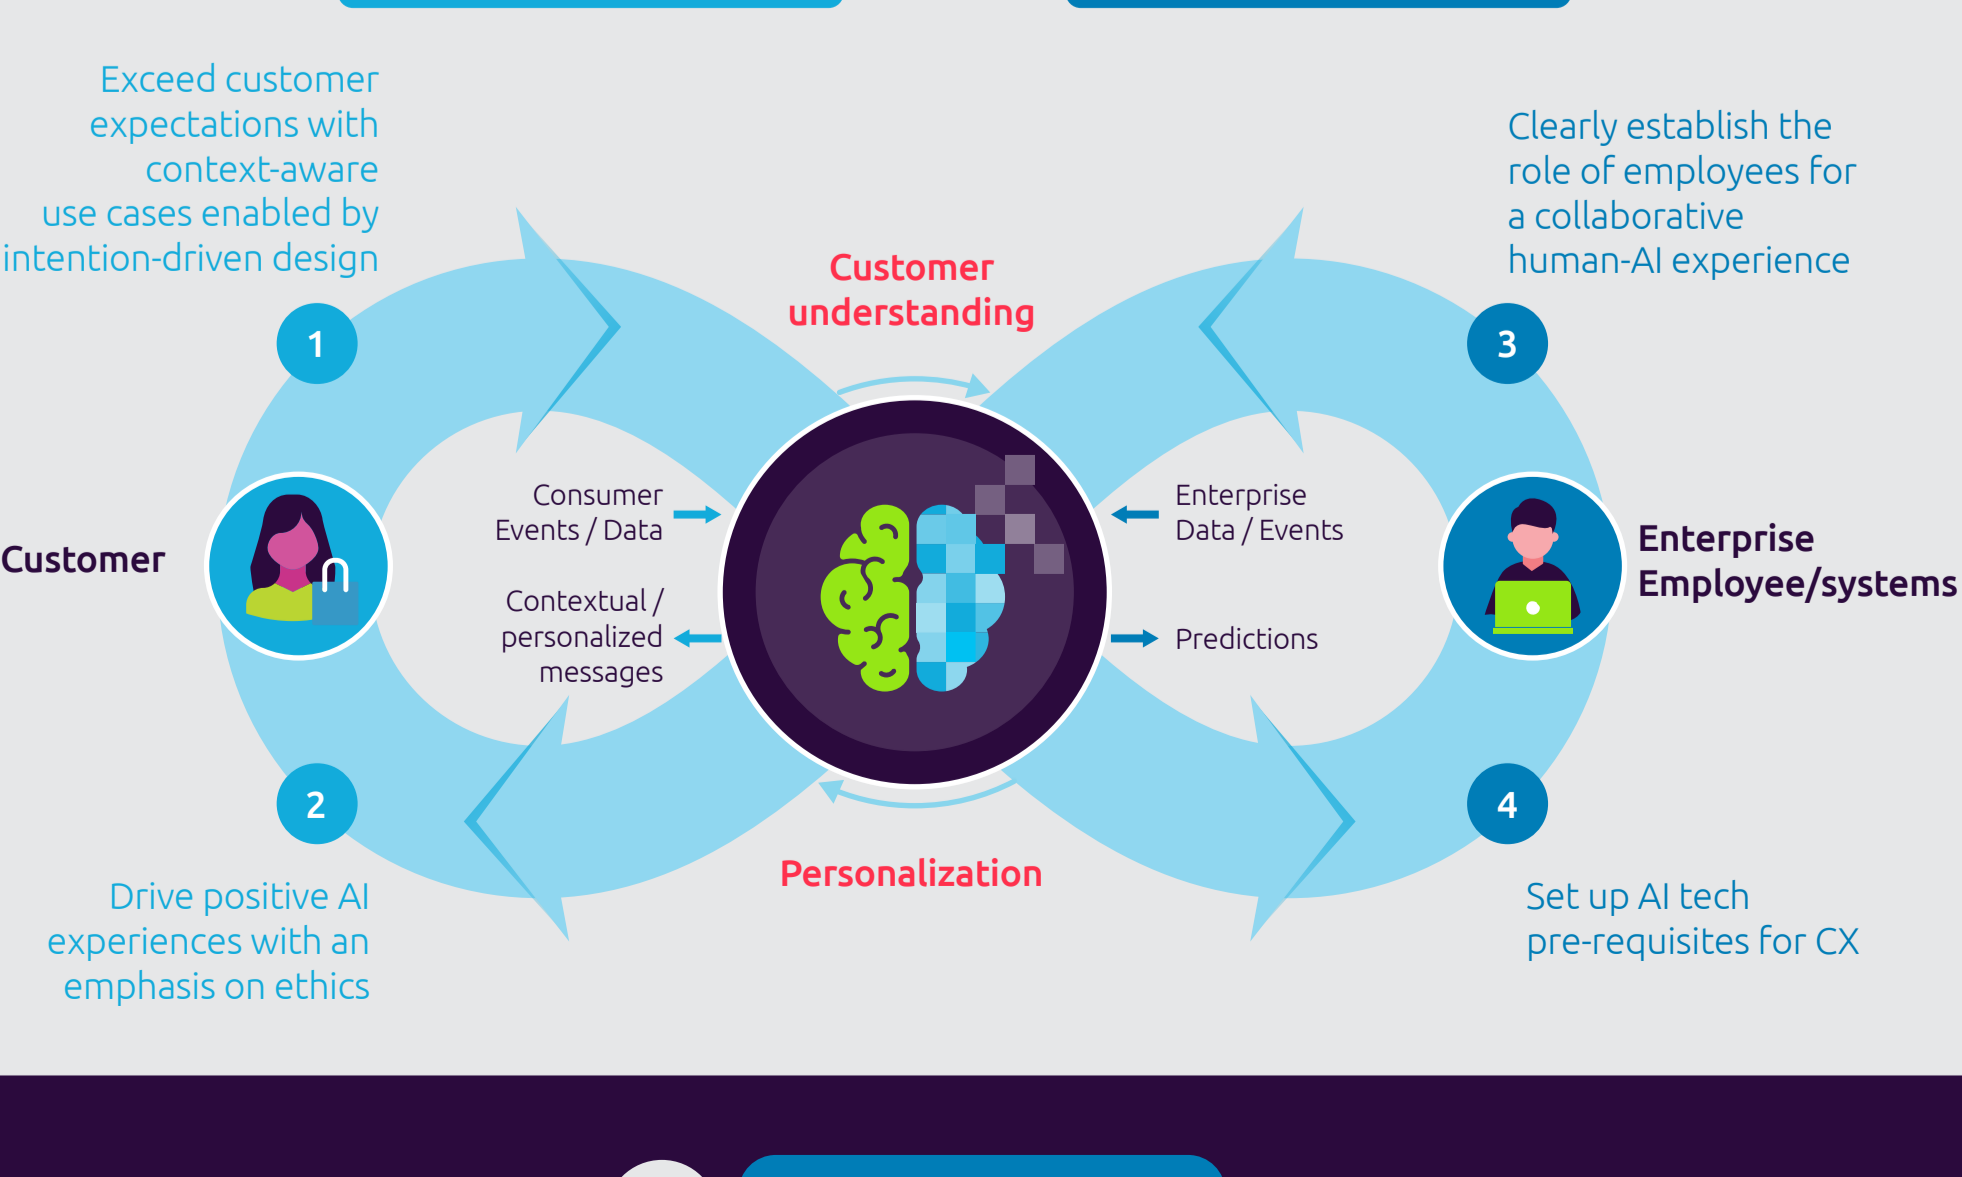 Exceed customer
expectations with
context-aware
use cases enabled by
intention-driven design
1
Customer
understanding
Clearly establish the
role of employees for
a collaborative
human-AI experience
3
Customer
Consumer
Events / Data
Contextual /
personalized
messages
Enterprise
Data / Events
Predictions
Enterprise
Employee/systems
2
Drive positive AI
experiences with an
emphasis on ethics
Personalization
4
Set up AI tech
pre-requisites for CX